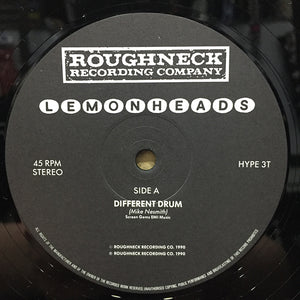 ROUGHNECK
RECORDING COMPANY
LEMONHEADS
45 RPM
STEREO
HYPE 3T
SIDE A
DIFFERENT DRUM
(Mike Nesmith)
Screen Gems EMI Music
℗ ROUGHNECK RECORDING CO. 1990
© ROUGHNECK RECORDING CO. 1990